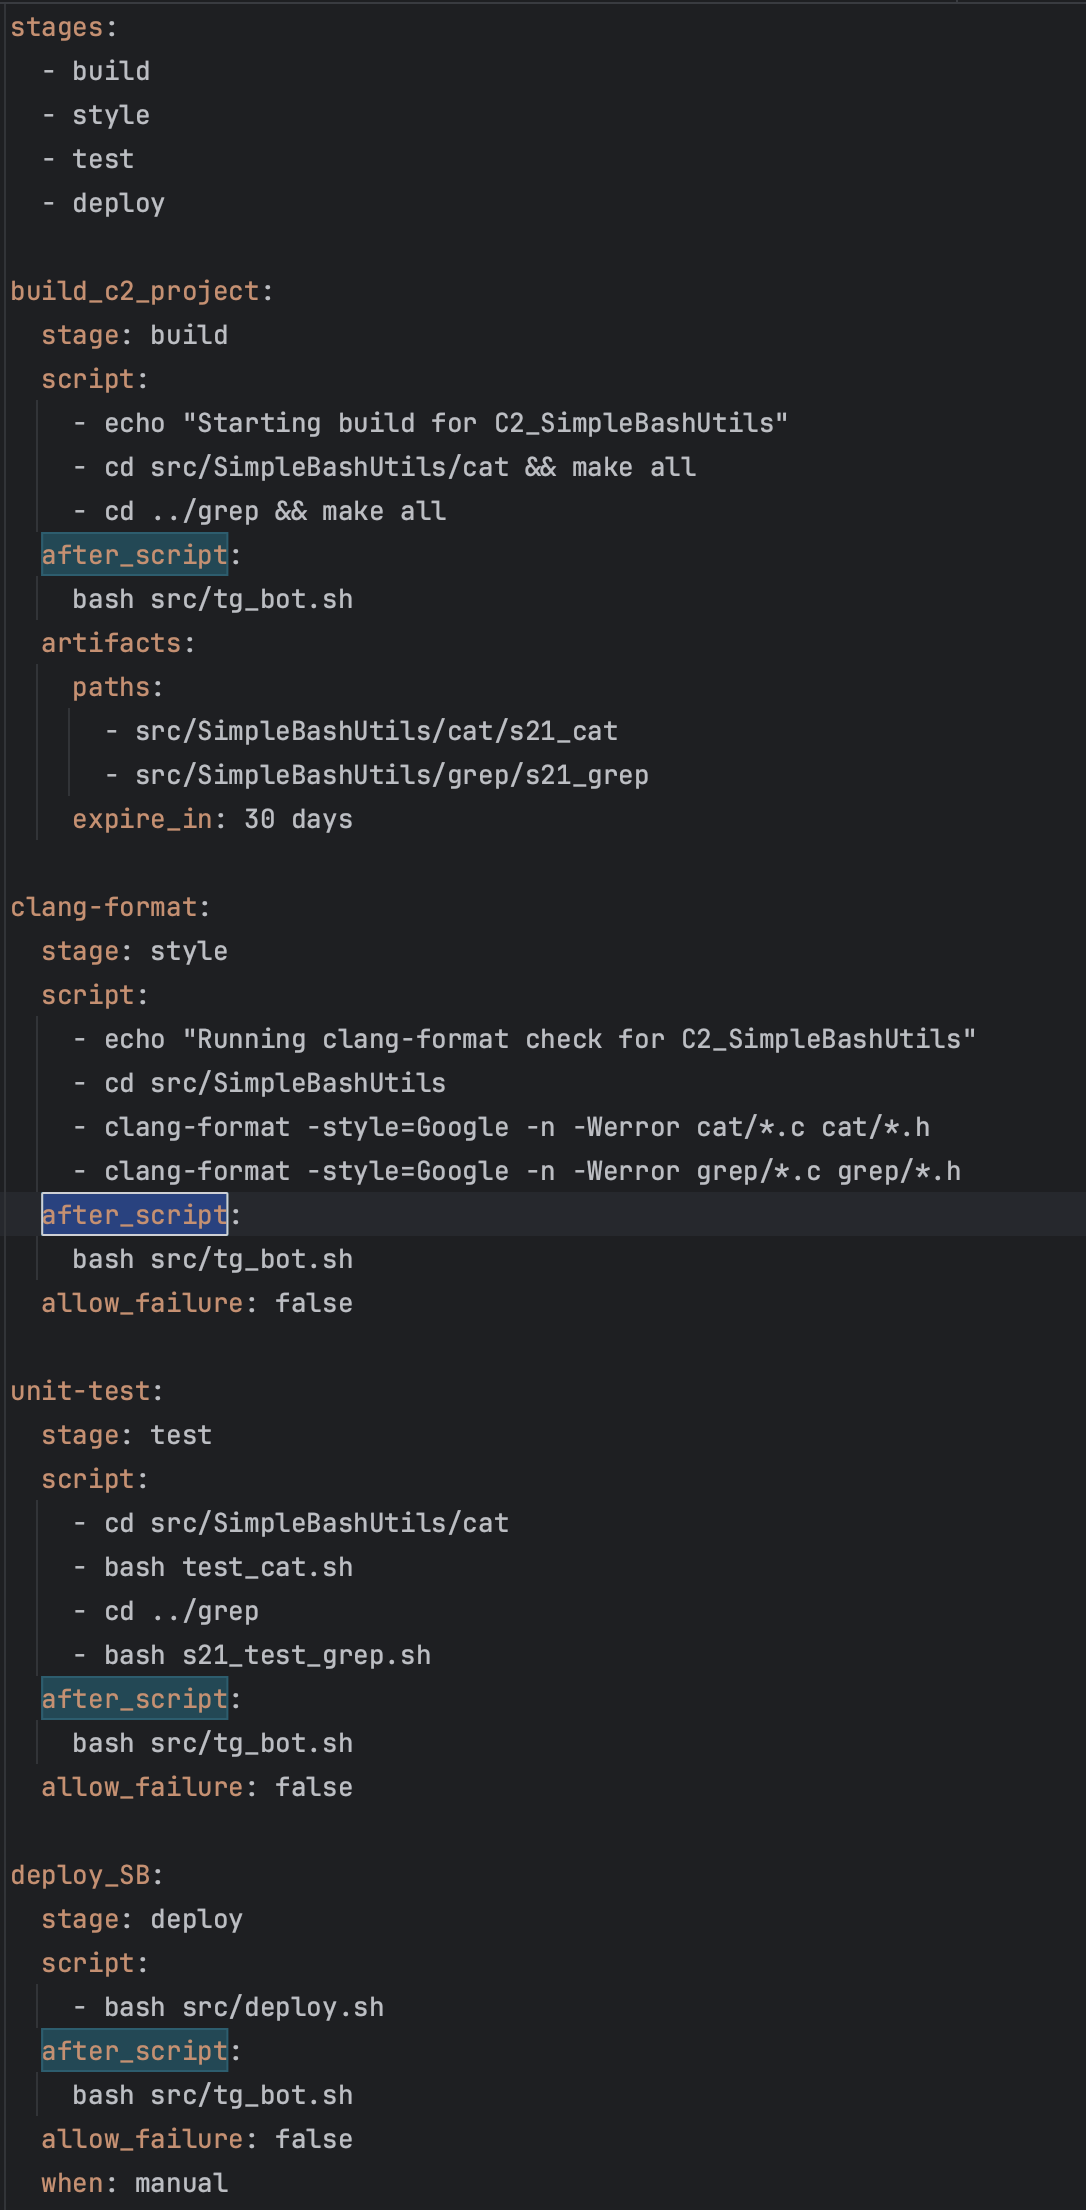 stages:
  - build
  - style
  - test
  - deploy

build_c2_project:
  stage: build
  script:
    - echo "Starting build for C2_SimpleBashUtils"
    - cd src/SimpleBashUtils/cat && make all
    - cd ../grep && make all
  after_script:
    bash src/tg_bot.sh
  artifacts:
    paths:
      - src/SimpleBashUtils/cat/s21_cat
      - src/SimpleBashUtils/grep/s21_grep
    expire_in: 30 days

clang-format:
  stage: style
  script:
    - echo "Running clang-format check for C2_SimpleBashUtils"
    - cd src/SimpleBashUtils
    - clang-format -style=Google -n -Werror cat/*.c cat/*.h
    - clang-format -style=Google -n -Werror grep/*.c grep/*.h
  after_script:
    bash src/tg_bot.sh
  allow_failure: false

unit-test:
  stage: test
  script:
    - cd src/SimpleBashUtils/cat
    - bash test_cat.sh
    - cd ../grep
    - bash s21_test_grep.sh
  after_script:
    bash src/tg_bot.sh
  allow_failure: false

deploy_SB:
  stage: deploy
  script:
    - bash src/deploy.sh
  after_script:
    bash src/tg_bot.sh
  allow_failure: false
  when: manual